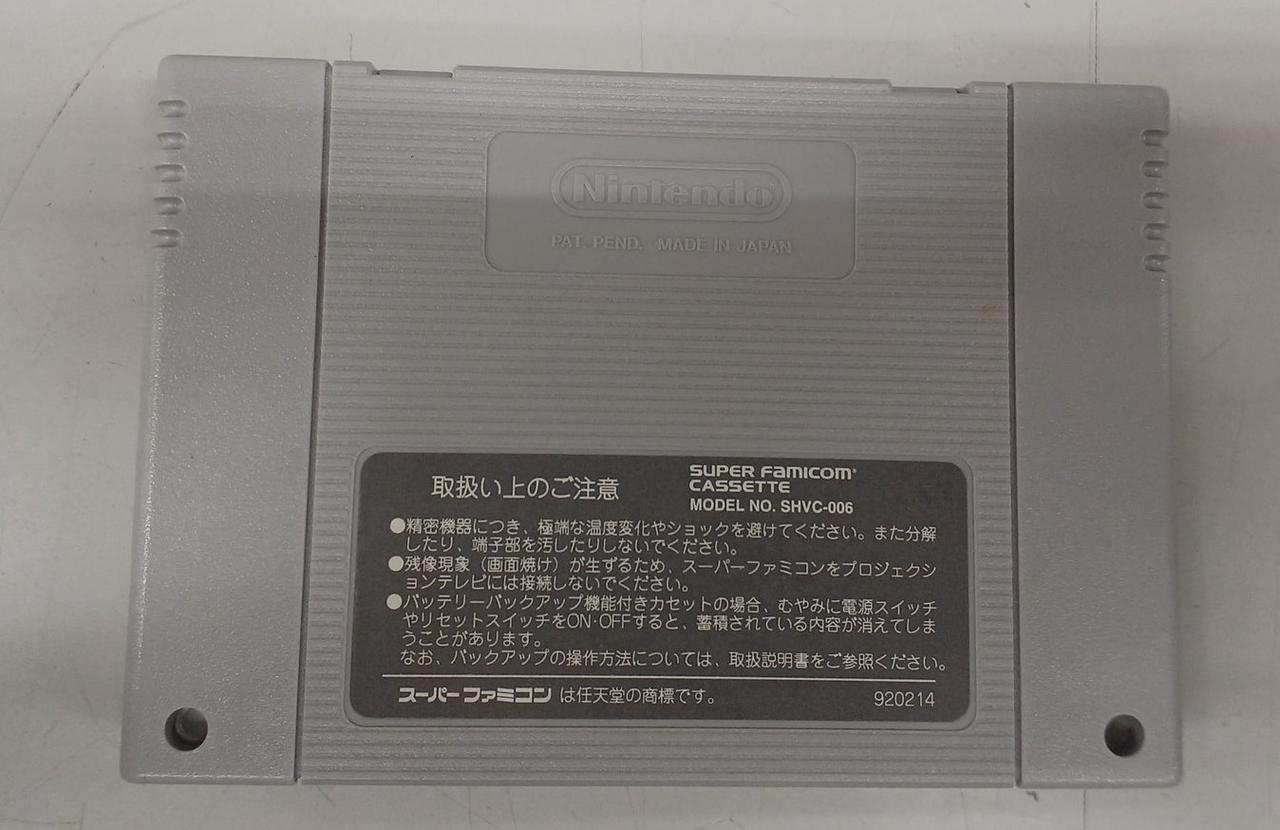 Nintendo
PAT. PEND. MADE IN JAPAN
取扱い上のご注意
SUPER FAMICOM
CASSETTE
MODEL NO. SHVC-006
●精密機器につき、極端な温度変化やショックを避けてください。また分解
したり、端子部を汚したりしないでください。
●残像現象（画面焼け）が生ずるため、スーパーファミコンをプロジェクシ
ョンテレビには接続しないでください。
●バッテリーバックアップ機能付きカセットの場合、むやみに電源スイッチ
やリセットスイッチをON·OFFすると、蓄積されている内容が消えてしま
うことがあります。
なお、バックアップの操作方法については、取扱説明書をご参照ください。
スーパーファミコン は任天堂の商標です。 920214